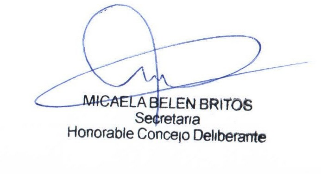 MICAELA BELEN BRITOS
Secretaria
Honorable Concejo Deliberante